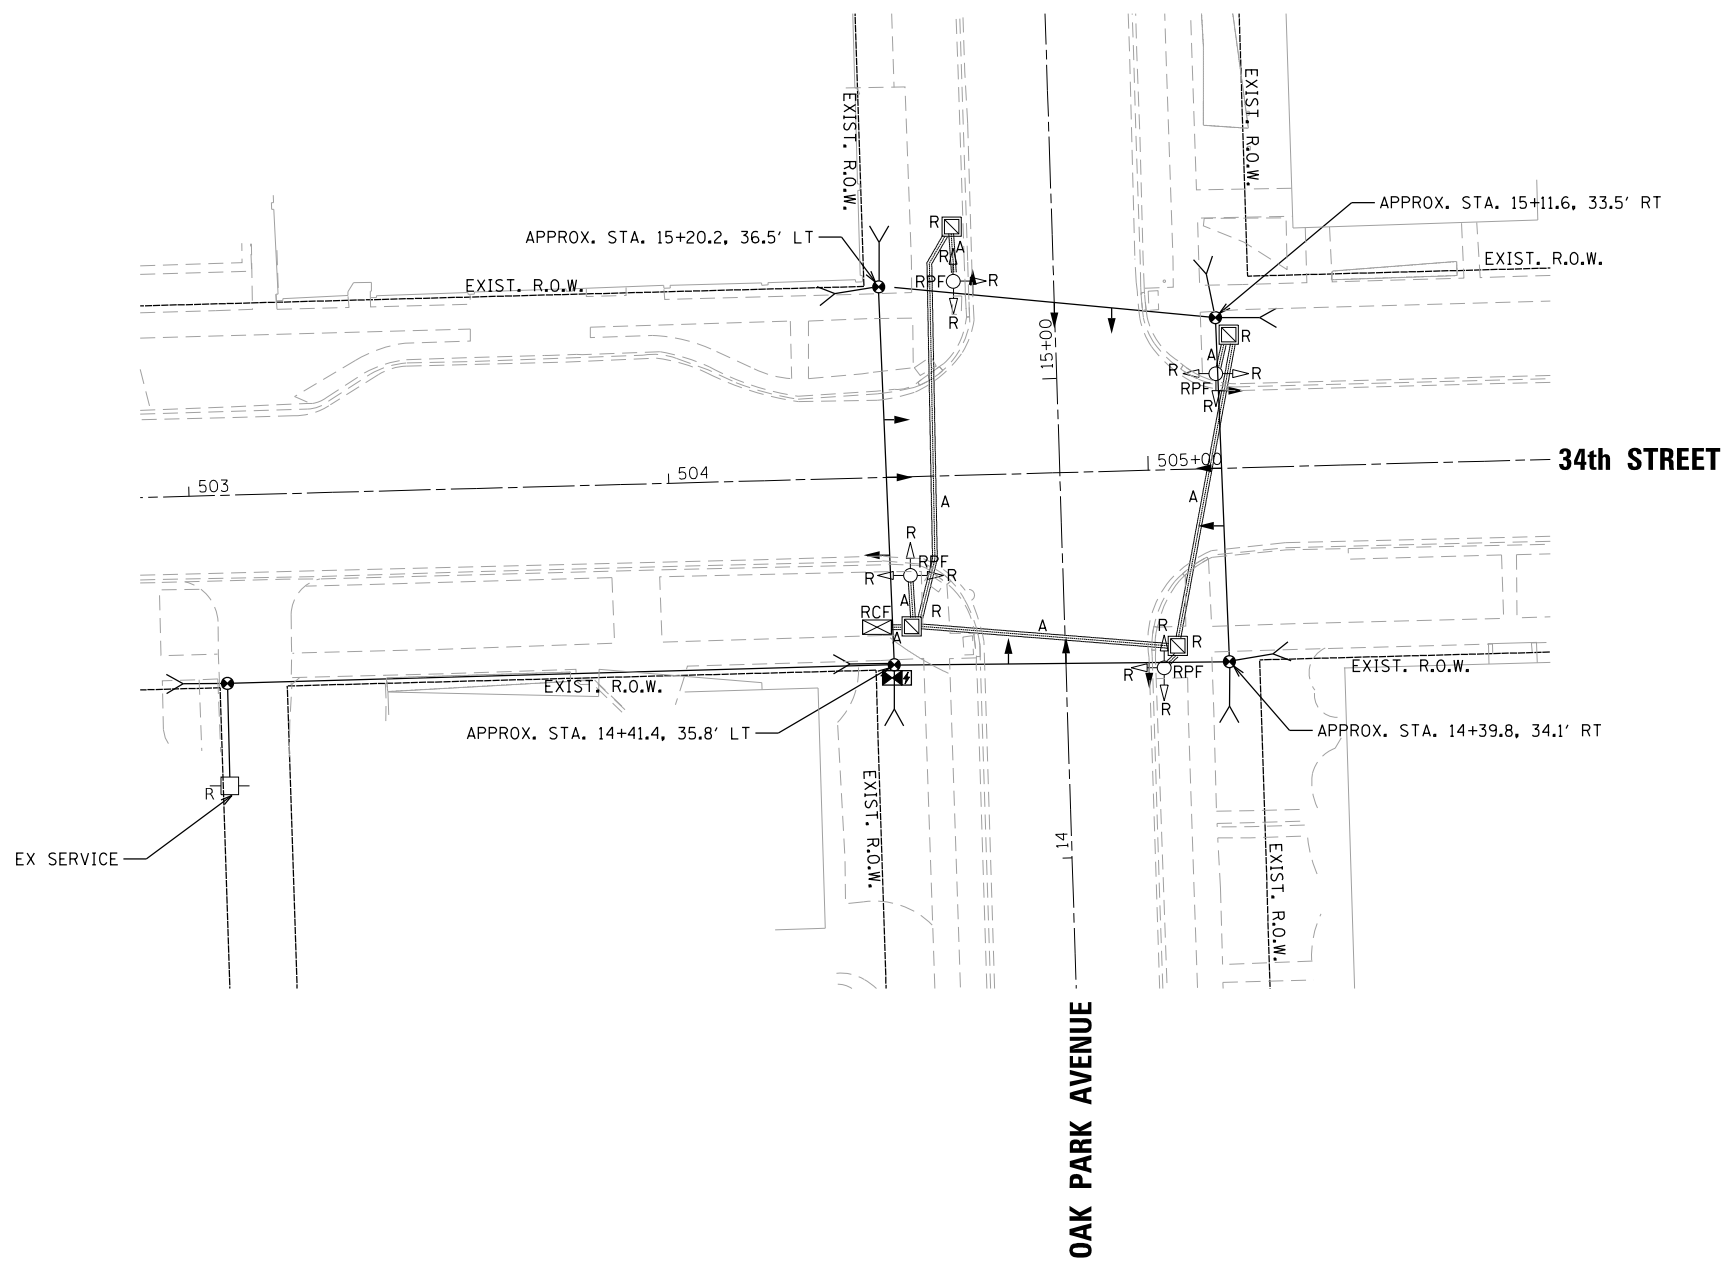 EXIST. R.O.W.
EXIST. R.O.W.
APPROX. STA. 15+11.6, 33.5' RT
R
A
APPROX. STA. 15+20.2, 36.5' LT
R
EXIST. R.O.W.
EXIST. R.O.W.
RPF
R
R
15+00
R
A
R
R
RPF
R
34th STREET
505+00
504
503
A
A
R
RPF
R
R
A
R
RCF
A
A
R
R
RPF
R
R
EXIST. R.O.W.
EXIST. R.O.W.
APPROX. STA. 14+41.4, 35.8' LT
APPROX. STA. 14+39.8, 34.1' RT
EXIST. R.O.W.
R
14
EX SERVICE
EXIST. R.O.W.
OAK PARK AVENUE